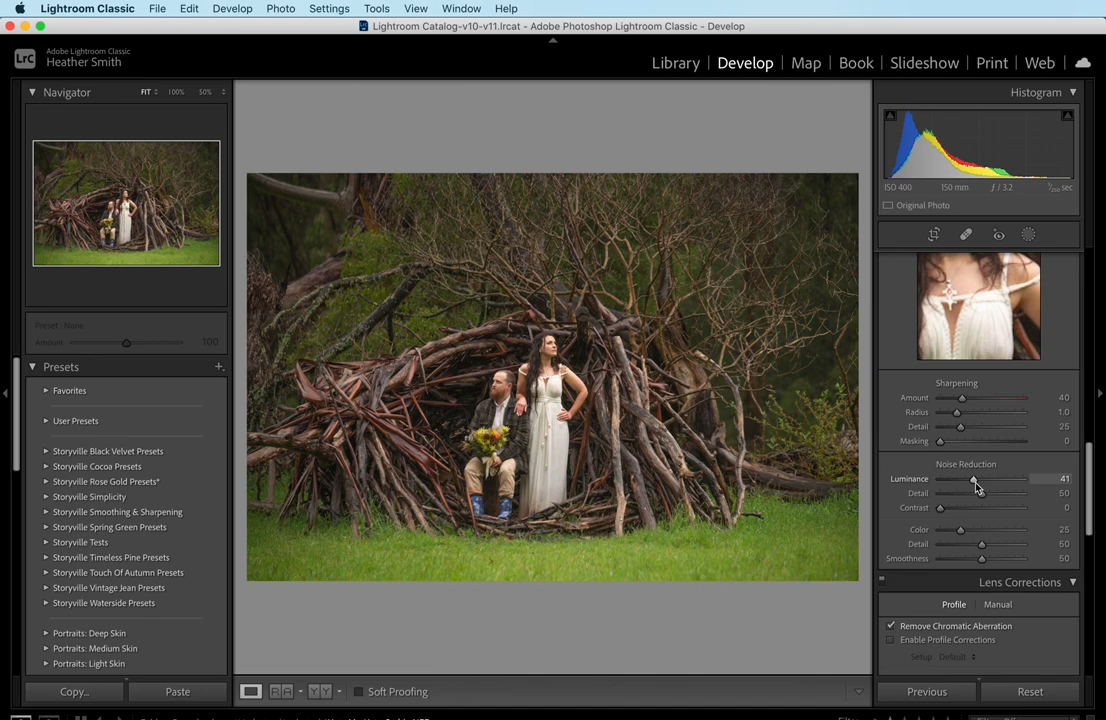 Lightroom Classic File Edit Develop Photo Settings Tools View Window Help
Lightroom Catalog-v10-v11.lrcat - Adobe Photoshop Lightroom Classic - Develop
LrC
Adobe Lightroom Classic
Heather Smith
Library | Develop | Map | Book | Slideshow | Print | Web
Navigator FIT 100% 50%
Preset: None
Amount 100
Presets
Favorites
User Presets
Storyville Black Velvet Presets
Storyville Cocoa Presets
Storyville Rose Gold Presets*
Storyville Simplicity
Storyville Smoothing & Sharpening
Storyville Spring Green Presets
Storyville Tests
Storyville Timeless Pine Presets
Storyville Touch Of Autumn Presets
Storyville Vintage Jean Presets
Storyville Waterside Presets
Portraits: Deep Skin
Portraits: Medium Skin
Portraits: Light Skin
Copy... Paste
R A Y Y Soft Proofing
Histogram
ISO 400 150 mm ƒ / 3.2 1/250 sec
Original Photo
Sharpening
Amount 40
Radius 1.0
Detail 25
Masking 0
Noise Reduction
Luminance 41
Detail 50
Contrast 0
Color 25
Detail 50
Smoothness 50
Lens Corrections
Profile | Manual
Remove Chromatic Aberration
Enable Profile Corrections
Setup Default
Previous Reset